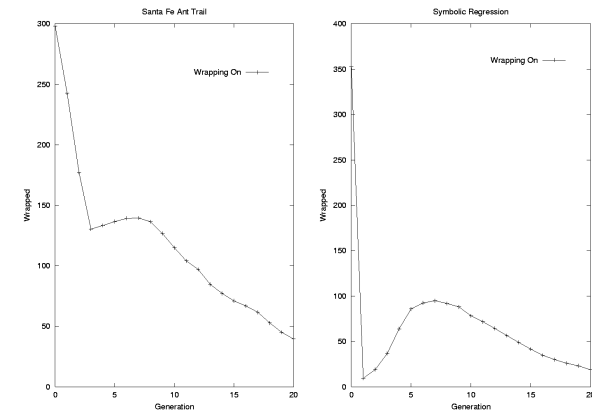 Santa Fe Ant Trail
300
250
200
150
100
50
0
Wrapped
Wrapping On
0 5 10 15 20
Generation
Symbolic Regression
400
350
300
250
200
150
100
50
0
Wrapped
Wrapping On
0 5 10 15 20
Generation